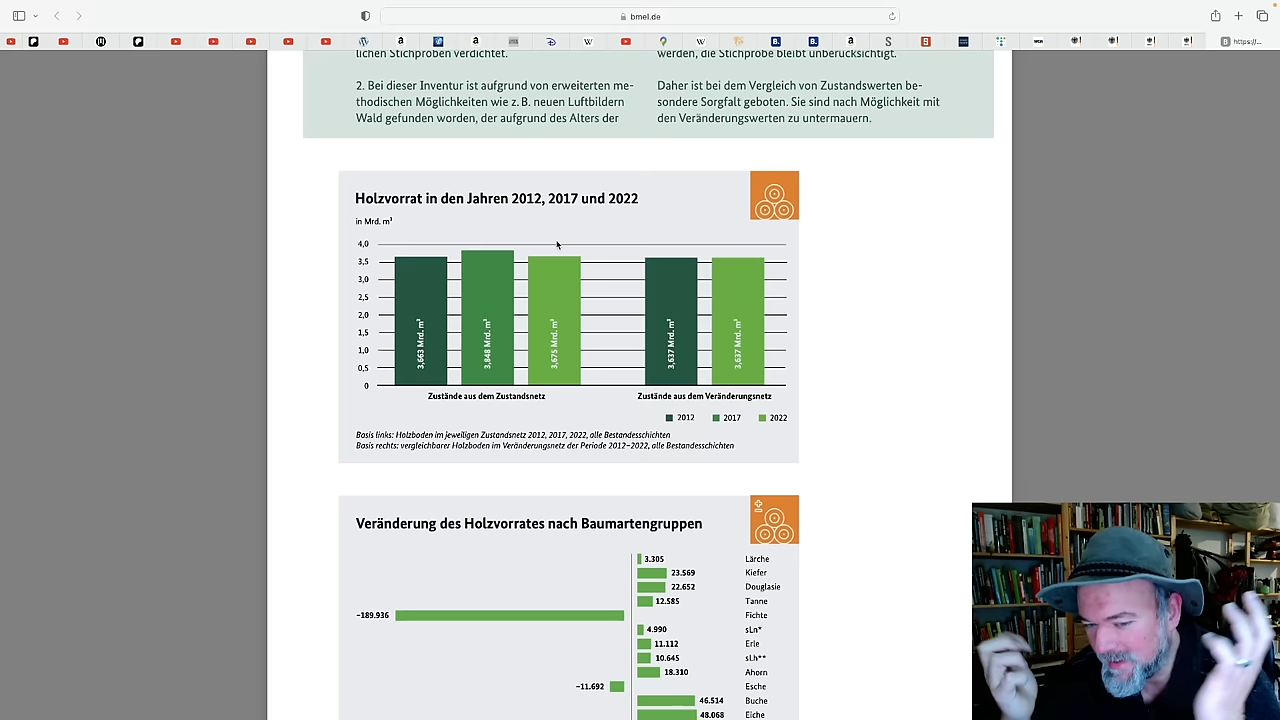 bmel.de
https://...
lichen Stichproben verdichtet.
2. Bei dieser Inventur ist aufgrund von erweiterten me-
thodischen Möglichkeiten wie z. B. neuen Luftbildern
Wald gefunden worden, der aufgrund des Alters der
werden, die Stichprobe bleibt unberücksichtigt.
Daher ist bei dem Vergleich von Zustandswerten be-
sondere Sorgfalt geboten. Sie sind nach Möglichkeit mit
den Veränderungswerten zu untermauern.
Holzvorrat in den Jahren 2012, 2017 und 2022
in Mrd. m³
4,0
3,5
3,0
2,5
2,0
1,5
1,0
0,5
0
3,663 Mrd. m³
3,848 Mrd. m³
3,675 Mrd. m³
3,637 Mrd. m³
3,637 Mrd. m³
Zustände aus dem Zustandsnetz
Zustände aus dem Veränderungsnetz
2012 2017 2022
Basis links: Holzboden im jeweiligen Zustandsnetz 2012, 2017, 2022, alle Bestandesschichten
Basis rechts: vergleichbarer Holzboden im Veränderungsnetz der Periode 2012–2022, alle Bestandesschichten
Veränderung des Holzvorrates nach Baumartengruppen
3.305 Lärche
23.569 Kiefer
22.652 Douglasie
12.585 Tanne
–189.936 Fichte
4.990 sLn*
11.112 Erle
10.645 sLh**
18.310 Ahorn
–11.692 Esche
46.514 Buche
48.068 Eiche